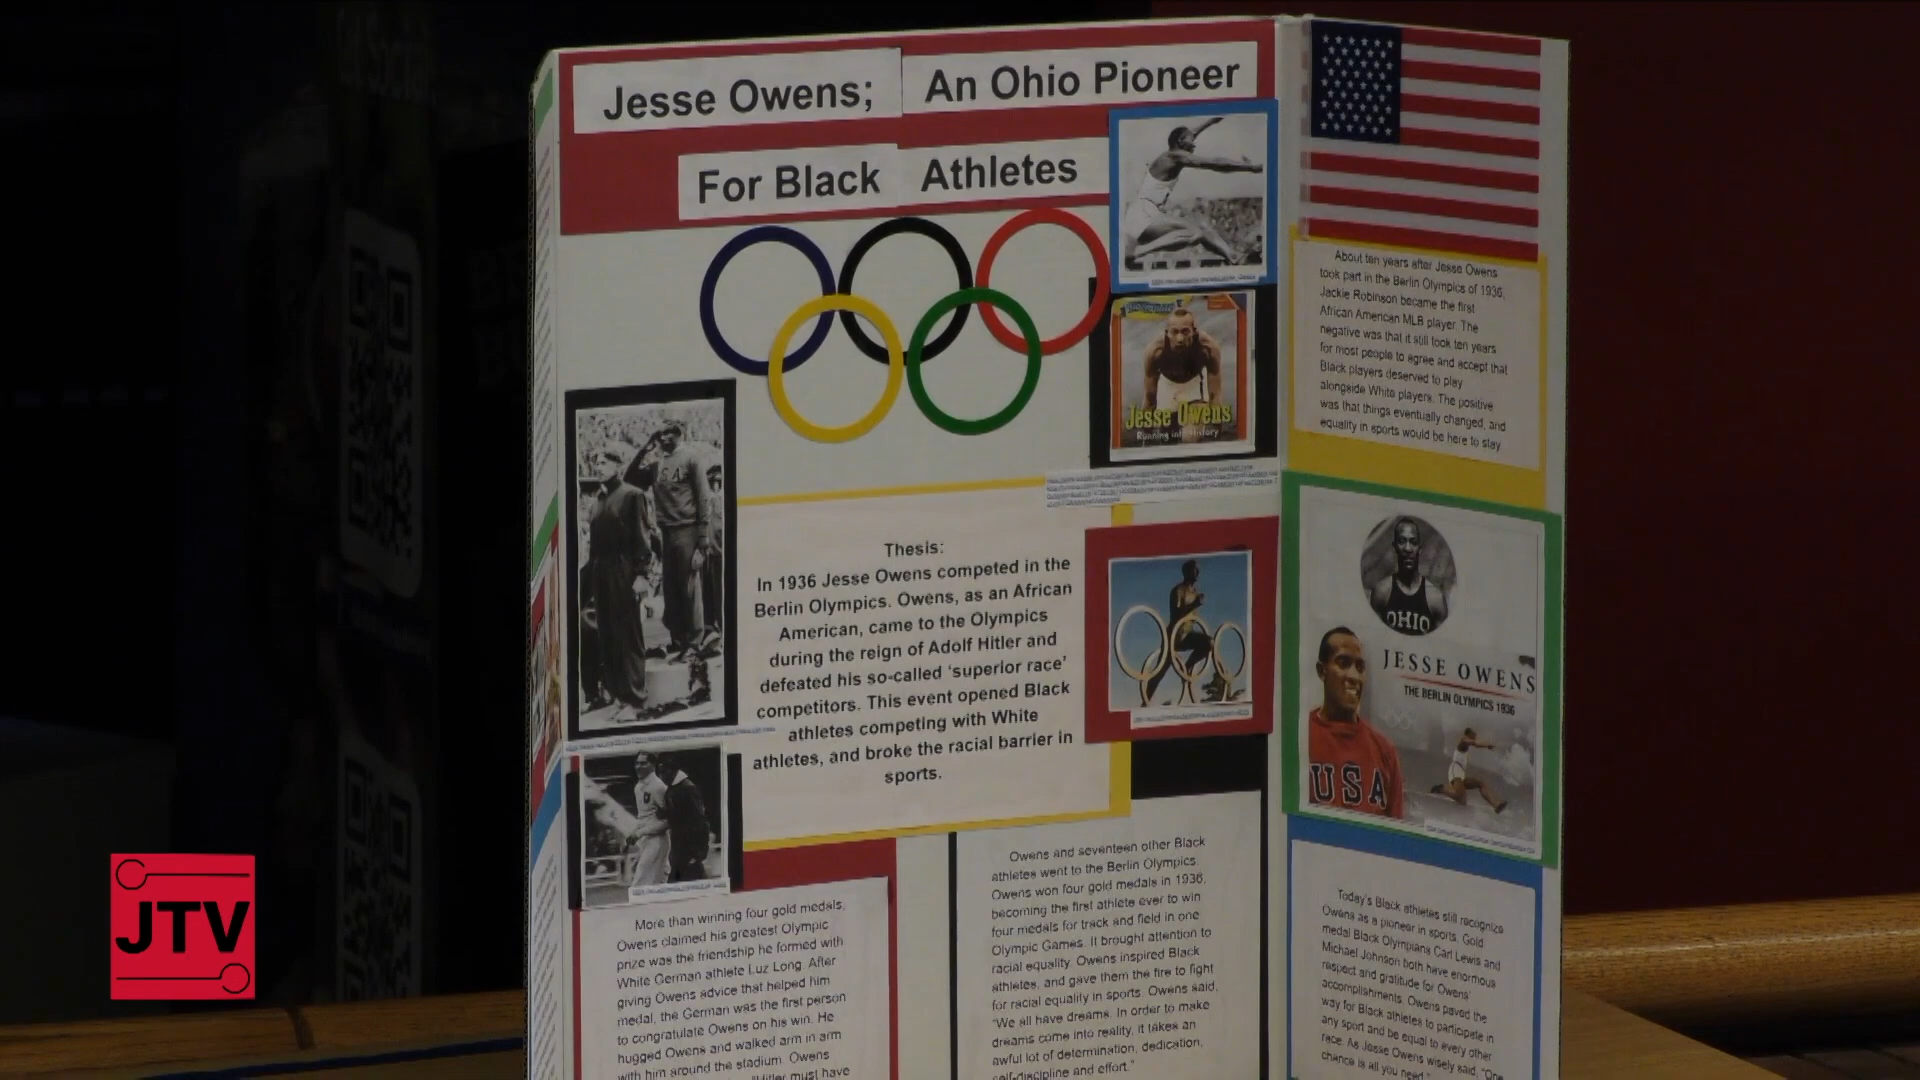 Jesse Owens; An Ohio Pioneer
For Black Athletes
Jesse Owens
Running into History
USA
Thesis:
In 1936 Jesse Owens competed in the
Berlin Olympics. Owens, as an African
American, came to the Olympics
during the reign of Adolf Hitler and
defeated his so-called ‘superior race’
competitors. This event opened Black
athletes competing with White
athletes, and broke the racial barrier in
sports.
More than winning four gold medals,
Owens claimed his greatest Olympic
prize was the friendship he formed with
White German athlete Luz Long. After
giving Owens advice that helped him
medal, the German was the first person
to congratulate Owens on his win. He
hugged Owens and walked arm in arm
with him around the stadium. Owens
"Hitler must have
Owens and seventeen other Black
athletes went to the Berlin Olympics.
Owens won four gold medals in 1936,
becoming the first athlete ever to win
four medals for track and field in one
Olympic Games. It brought attention to
racial equality. Owens inspired Black
athletes, and gave them the fire to fight
for racial equality in sports. Owens said,
"We all have dreams. In order to make
dreams come into reality, it takes an
awful lot of determination, dedication,
self-discipline and effort."
About ten years after Jesse Owens
took part in the Berlin Olympics of 1936,
Jackie Robinson became the first
African American MLB player. The
negative was that it still took ten years
for most people to agree and accept that
Black players deserved to play
alongside White players. The positive
was that things eventually changed, and
equality in sports would be here to stay
OHIO
JESSE OWENS
THE BERLIN OLYMPICS 1936
USA
Today's Black athletes still recognize
Owens as a pioneer in sports. Gold
medal Black Olympians Carl Lewis and
Michael Johnson both have enormous
respect and gratitude for Owens'
accomplishments. Owens paved the
way for Black athletes to participate in
any sport and be equal to every other
race. As Jesse Owens wisely said, "One
chance is all you need."
JTV